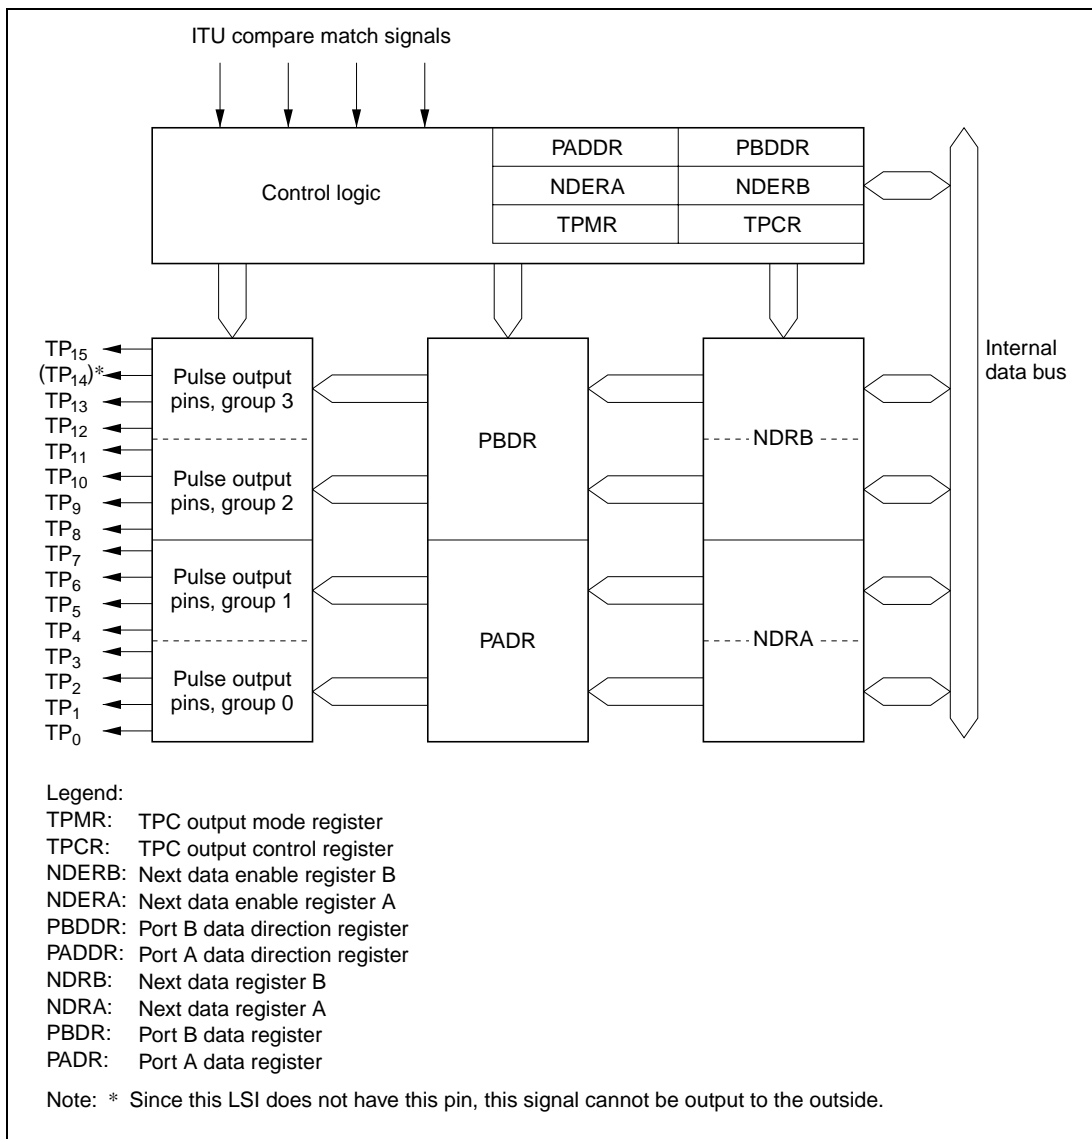 ITU compare match signals
Control logic
PADDR PBDDR
NDERA NDERB
TPMR TPCR
Internal
data bus
TP15
(TP14)*
TP13
TP12
TP11
TP10
TP9
TP8
TP7
TP6
TP5
TP4
TP3
TP2
TP1
TP0
Pulse output
pins, group 3
Pulse output
pins, group 2
Pulse output
pins, group 1
Pulse output
pins, group 0
PBDR
PADR
NDRB
NDRA
Legend:
TPMR: TPC output mode register
TPCR: TPC output control register
NDERB: Next data enable register B
NDERA: Next data enable register A
PBDDR: Port B data direction register
PADDR: Port A data direction register
NDRB: Next data register B
NDRA: Next data register A
PBDR: Port B data register
PADR: Port A data register
Note: * Since this LSI does not have this pin, this signal cannot be output to the outside.